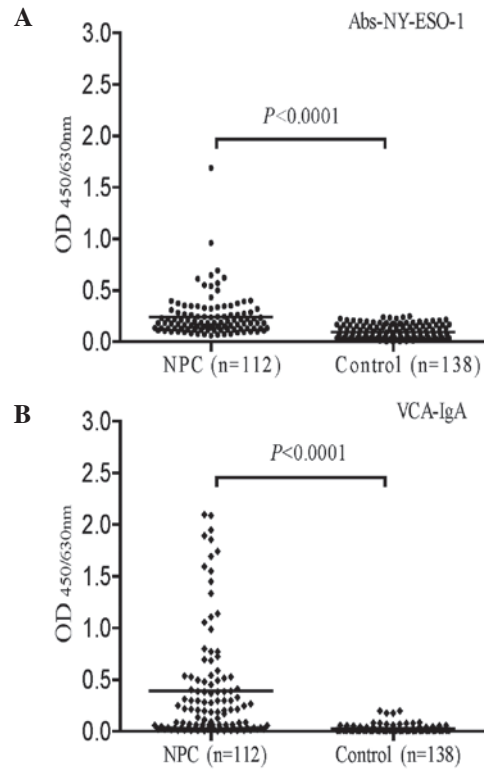 A
Abs-NY-ESO-1
3.0
2.5
2.0
P<0.0001
1.5
OD 450/630nm
1.0
0.5
0.0
NPC (n=112) Control (n=138)
B
VCA-IgA
3.0
2.5
P<0.0001
2.0
1.5
OD 450/630nm
1.0
0.5
0.0
NPC (n=112) Control (n=138)